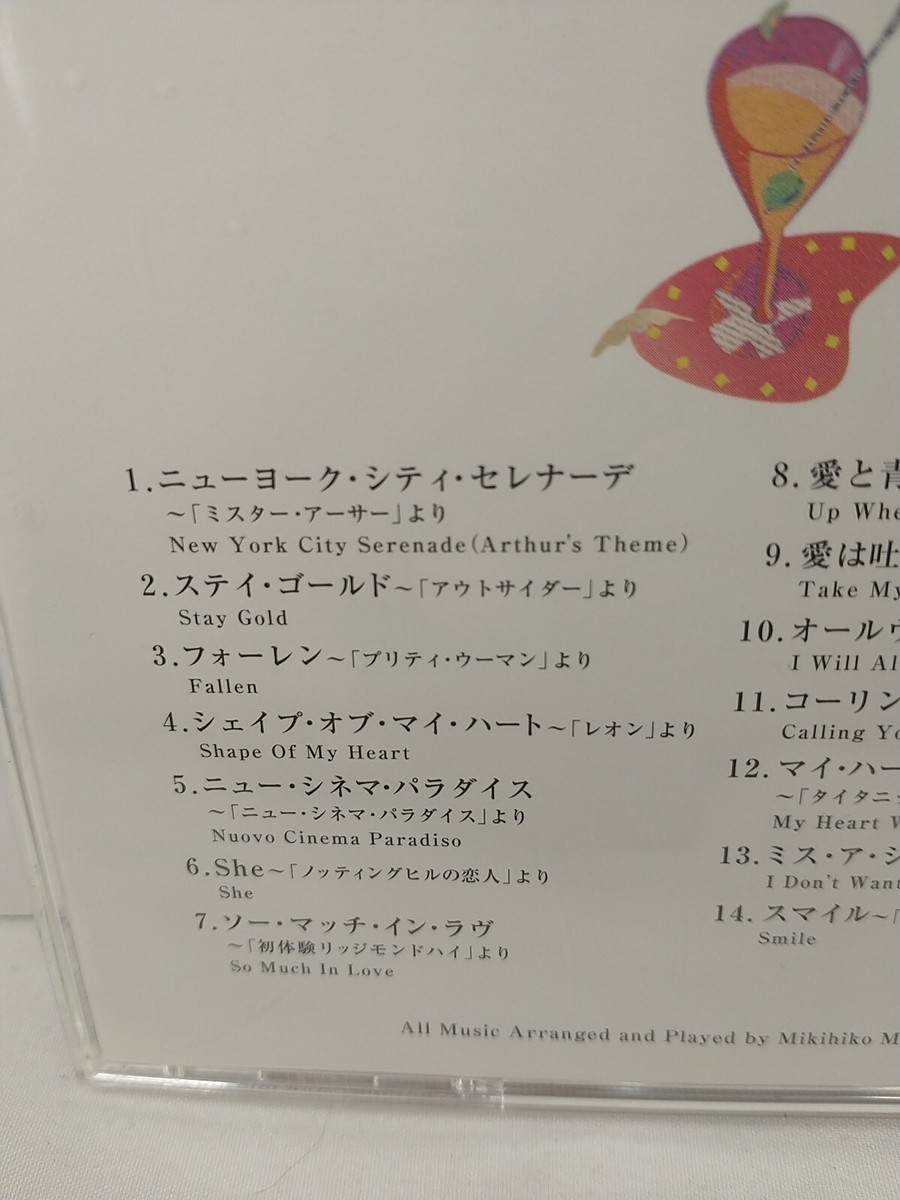 1.ニューヨーク・シティ・セレナーデ
～「ミスター・アーサー」より
New York City Serenade(Arthur's Theme)
2.ステイ・ゴールド～「アウトサイダー」より
Stay Gold
3.フォーレン～「プリティ・ウーマン」より
Fallen
4.シェイプ・オブ・マイ・ハート～「レオン」より
Shape Of My Heart
5.ニュー・シネマ・パラダイス
～「ニュー・シネマ・パラダイス」より
Nuovo Cinema Paradiso
6.She～「ノッティングヒルの恋人」より
She
7.ソー・マッチ・イン・ラヴ
～「初体験リッジモンドハイ」より
So Much In Love
8.愛と青
Up Whe
9.愛は吐
Take My
10.オール
I Will Al
11.コーリン
Calling Yo
12.マイ・ハー
～「タイタニッ
My Heart W
13.ミス・ア・シ
I Don't Want
14.スマイル～「
Smile
All Music Arranged and Played by Mikihiko M